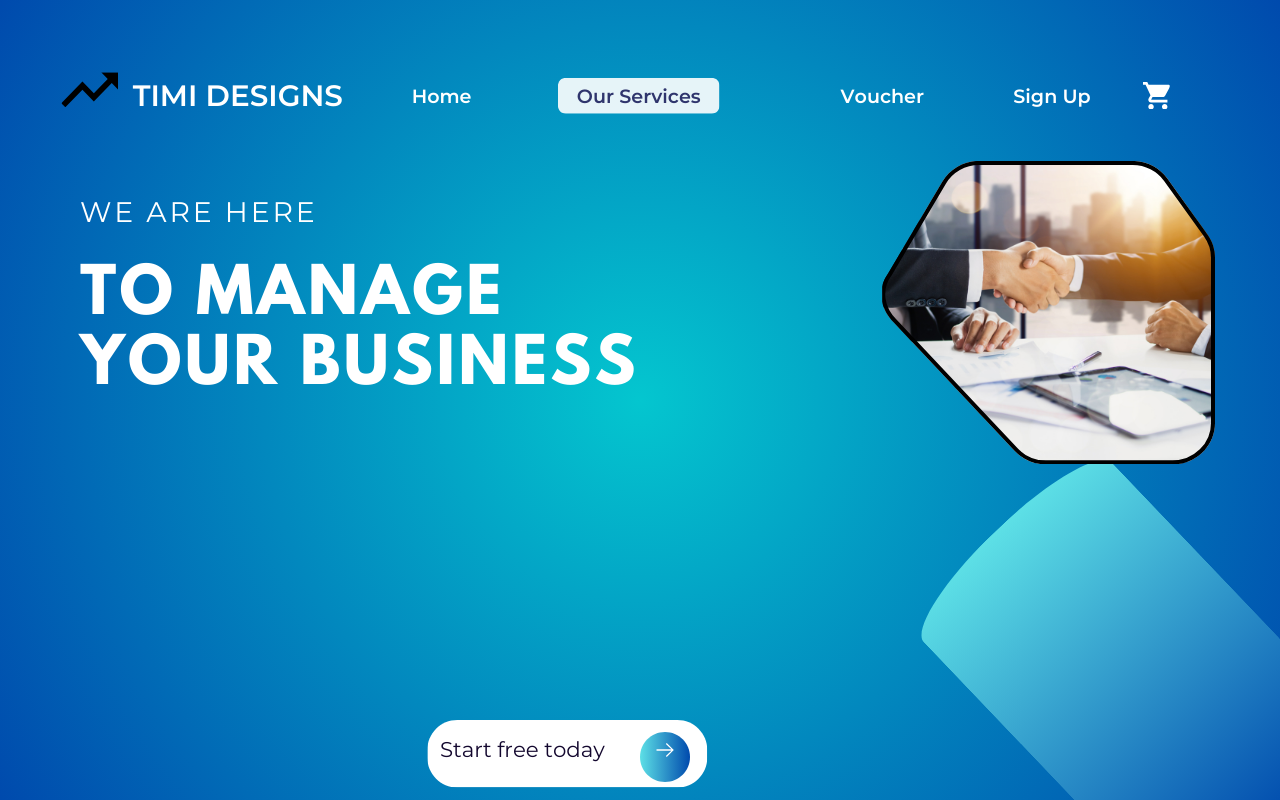 TIMI DESIGNS
Home
Our Services
Voucher
Sign Up
WE ARE HERE
TO MANAGE
YOUR BUSINESS
Start free today